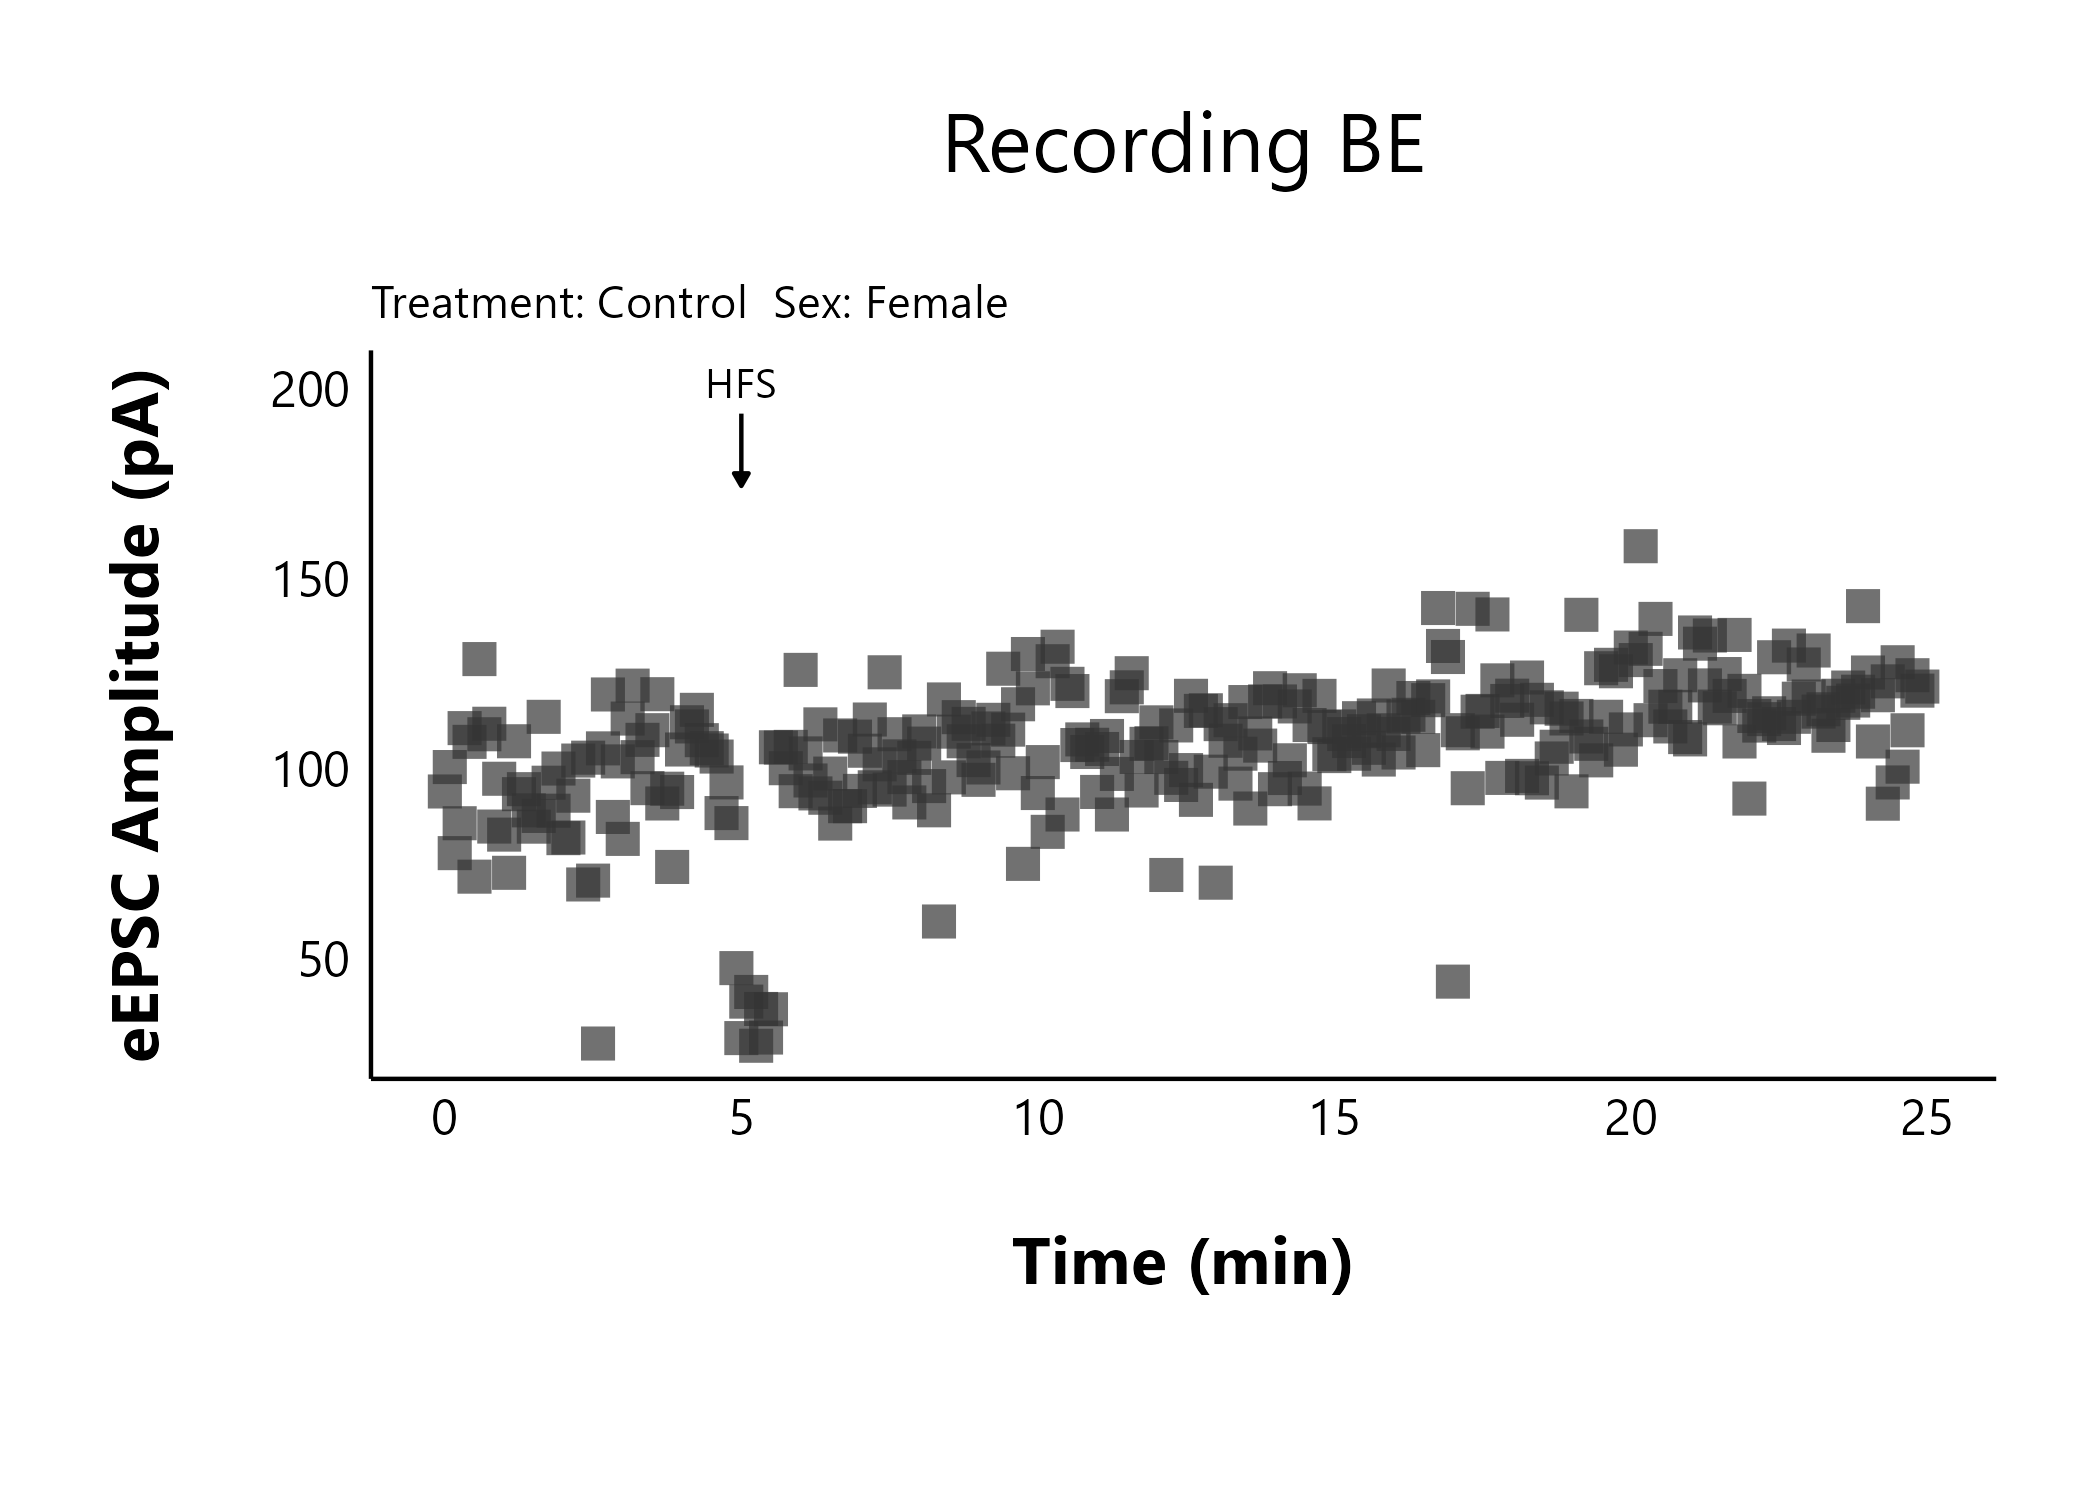 Recording BE
Treatment: Control  Sex: Female
HFS
eEPSC Amplitude (pA)
200
150
100
50
0 5 10 15 20 25
Time (min)